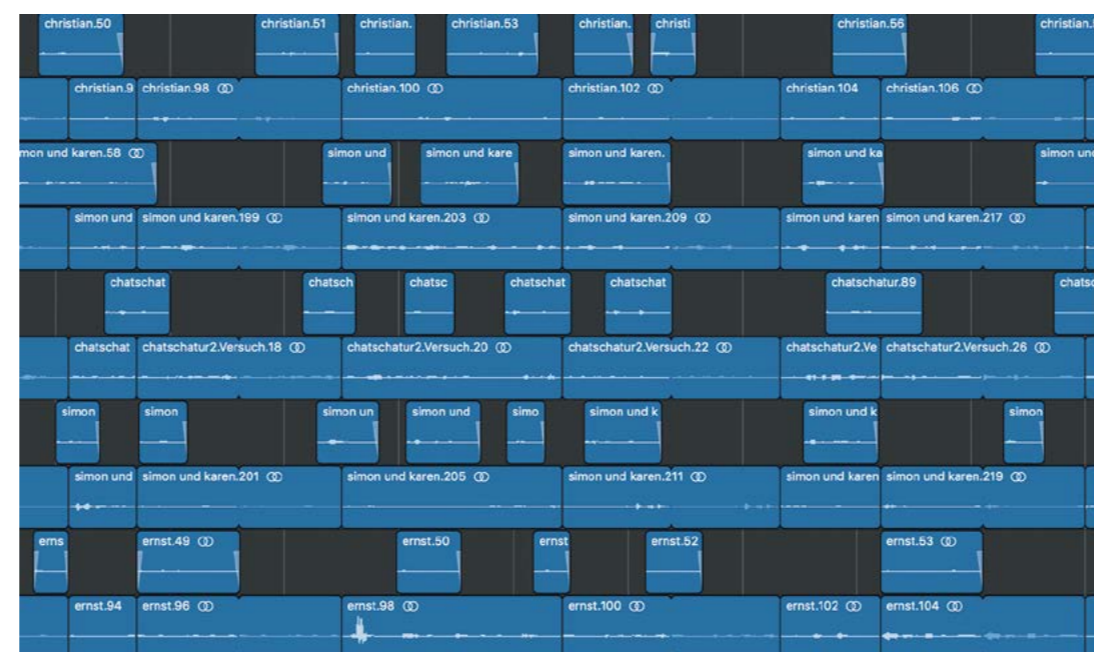 christian.50 christian.51 christian. christian.53 christian. christi christian.56 christian.
christian.9 christian.98 christian.100 christian.102 christian.104 christian.106
mon und karen.58 simon und simon und kare simon und karen. simon und ka simon und
simon und simon und karen.199 simon und karen.203 simon und karen.209 simon und karen simon und karen.217
chatschat chatsch chatsc chatschat chatschat chatschatur.89 chatsc
chatschat chatschatur2.Versuch.18 chatschatur2.Versuch.20 chatschatur2.Versuch.22 chatschatur2.Ve chatschatur2.Versuch.26
simon simon simon un simon und simo simon und k simon und k simon
simon und simon und karen.201 simon und karen.205 simon und karen.211 simon und karen simon und karen.219
erns ernst.49 ernst.50 ernst ernst.52 ernst.53
ernst.94 ernst.96 ernst.98 ernst.100 ernst.102 ernst.104